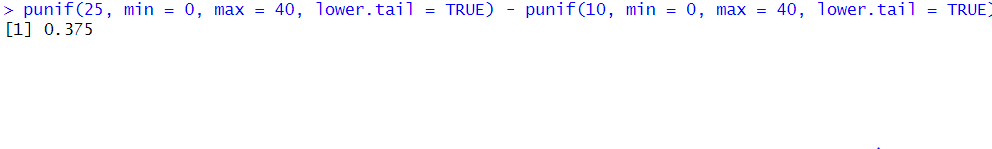 > punif(25, min = 0, max = 40, lower.tail = TRUE) - punif(10, min = 0, max = 40, lower.tail = TRUE)
[1] 0.375